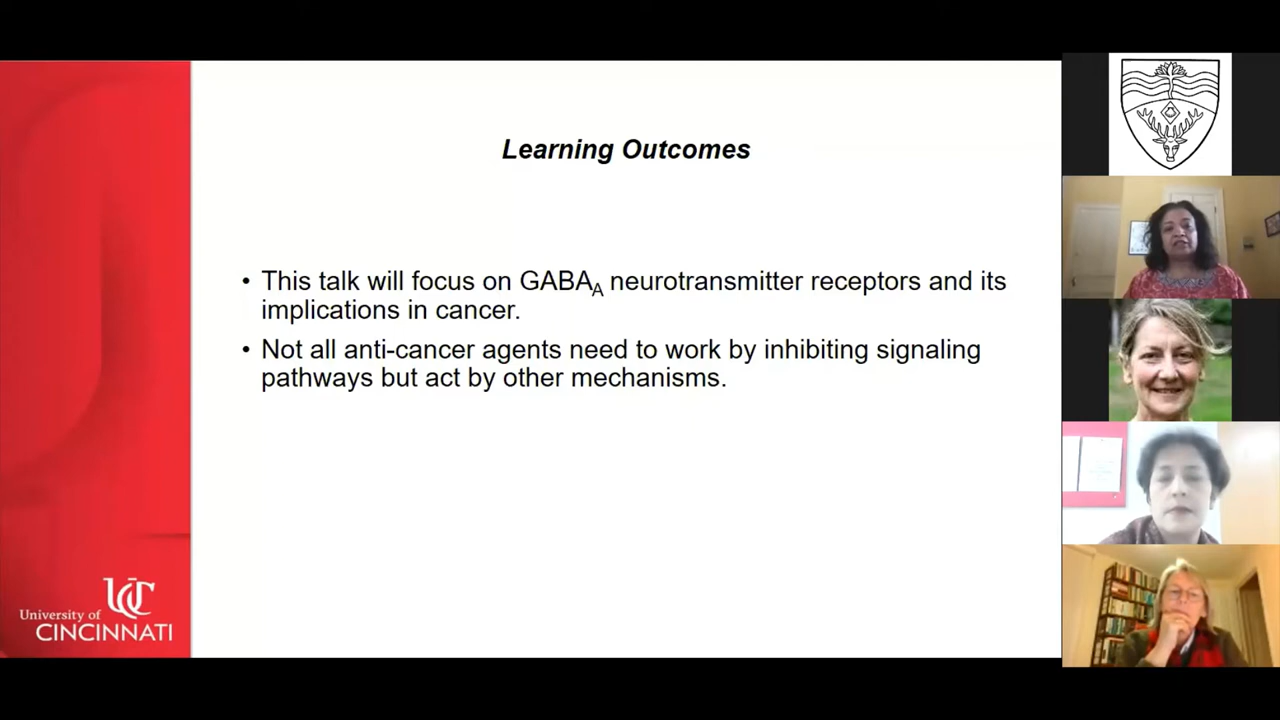 Learning Outcomes
• This talk will focus on GABAA neurotransmitter receptors and its
implications in cancer.
• Not all anti-cancer agents need to work by inhibiting signaling
pathways but act by other mechanisms.
UC
University of
CINCINNATI